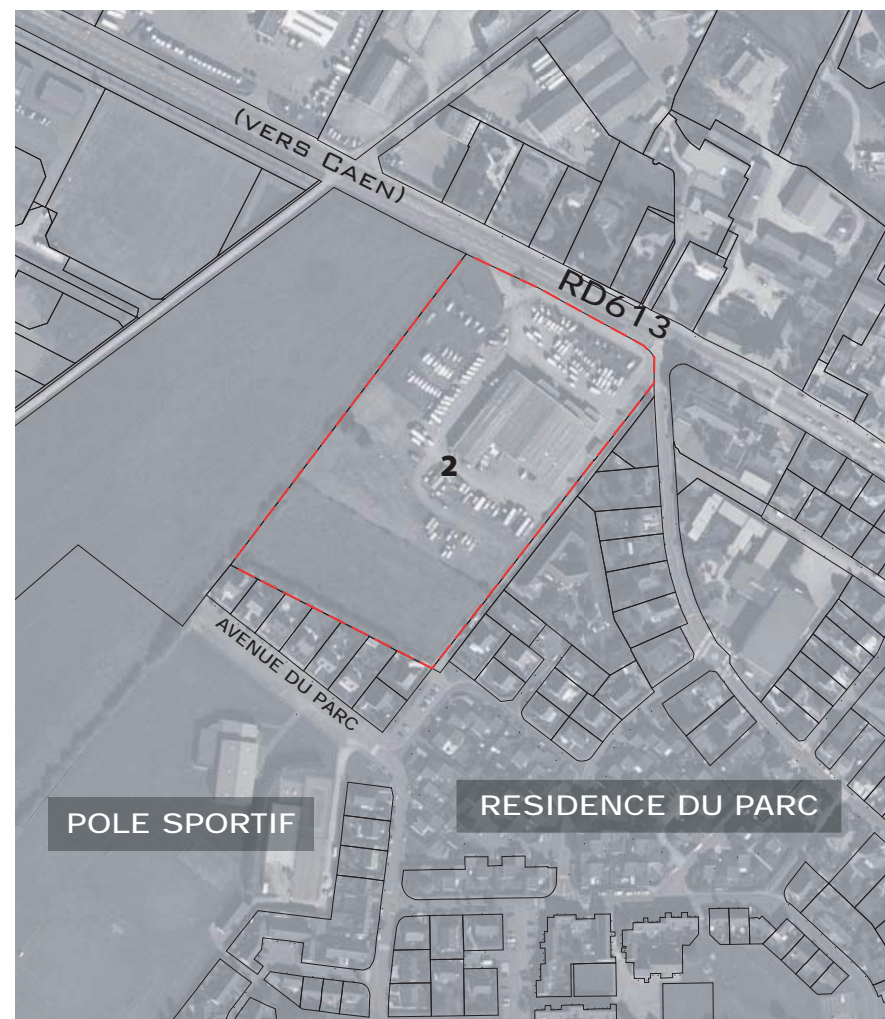 (VERS CAEN)
RD613
2
AVENUE DU PARC
RESIDENCE DU PARC
POLE SPORTIF